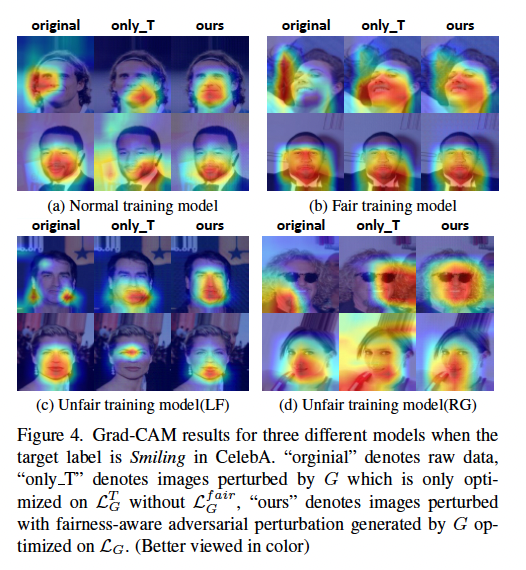 original only_T ours original only_T ours
(a) Normal training model (b) Fair training model
original only_T ours original only_T ours
(c) Unfair training model(LF) (d) Unfair training model(RG)
Figure 4. Grad-CAM results for three different models when the
target label is Smiling in CelebA. “orginial” denotes raw data,
“only_T” denotes images perturbed by G which is only opti-
mized on ℒ_G^T without ℒ_G^{fair}, “ours” denotes images perturbed
with fairness-aware adversarial perturbation generated by G op-
timized on ℒ_G. (Better viewed in color)